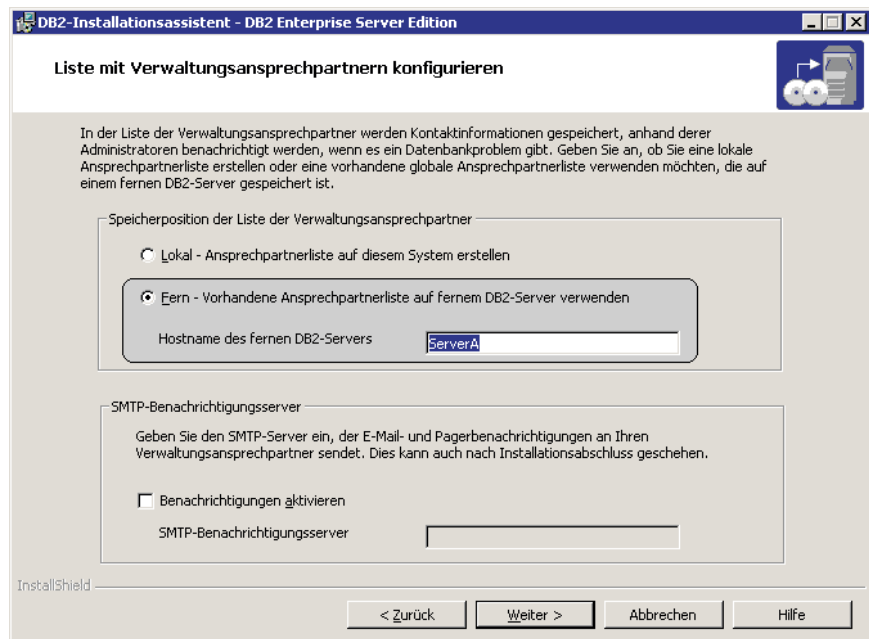 DB2-Installationsassistent - DB2 Enterprise Server Edition
Liste mit Verwaltungsansprechpartnern konfigurieren
In der Liste der Verwaltungsansprechpartner werden Kontaktinformationen gespeichert, anhand derer
Administratoren benachrichtigt werden, wenn es ein Datenbankproblem gibt. Geben Sie an, ob Sie eine lokale
Ansprechpartnerliste erstellen oder eine vorhandene globale Ansprechpartnerliste verwenden möchten, die auf
einem fernen DB2-Server gespeichert ist.
Speicherposition der Liste der Verwaltungsansprechpartner
Lokal - Ansprechpartnerliste auf diesem System erstellen
Fern - Vorhandene Ansprechpartnerliste auf fernem DB2-Server verwenden
Hostname des fernen DB2-Servers ServerA
SMTP-Benachrichtigungsserver
Geben Sie den SMTP-Server ein, der E-Mail- und Pagerbenachrichtigungen an Ihren
Verwaltungsansprechpartner sendet. Dies kann auch nach Installationsabschluss geschehen.
Benachrichtigungen aktivieren
SMTP-Benachrichtigungsserver
InstallShield
< Zurück Weiter > Abbrechen Hilfe